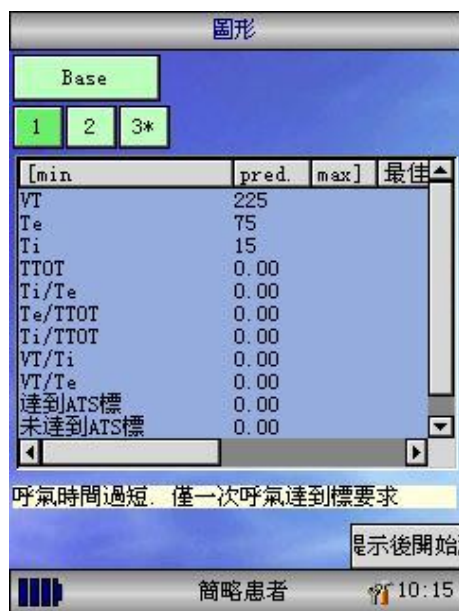 圖形
Base
1 2 3*
[min pred. max] 最佳
VT 225
Te 75
Ti 15
TTOT 0.00
Ti/Te 0.00
Te/TTOT 0.00
Ti/TTOT 0.00
VT/Ti 0.00
VT/Te 0.00
達到ATS標 0.00
未達到ATS標 0.00
呼氣時間過短. 僅一次呼氣達到標要求
示後開始
簡略患者 10:15